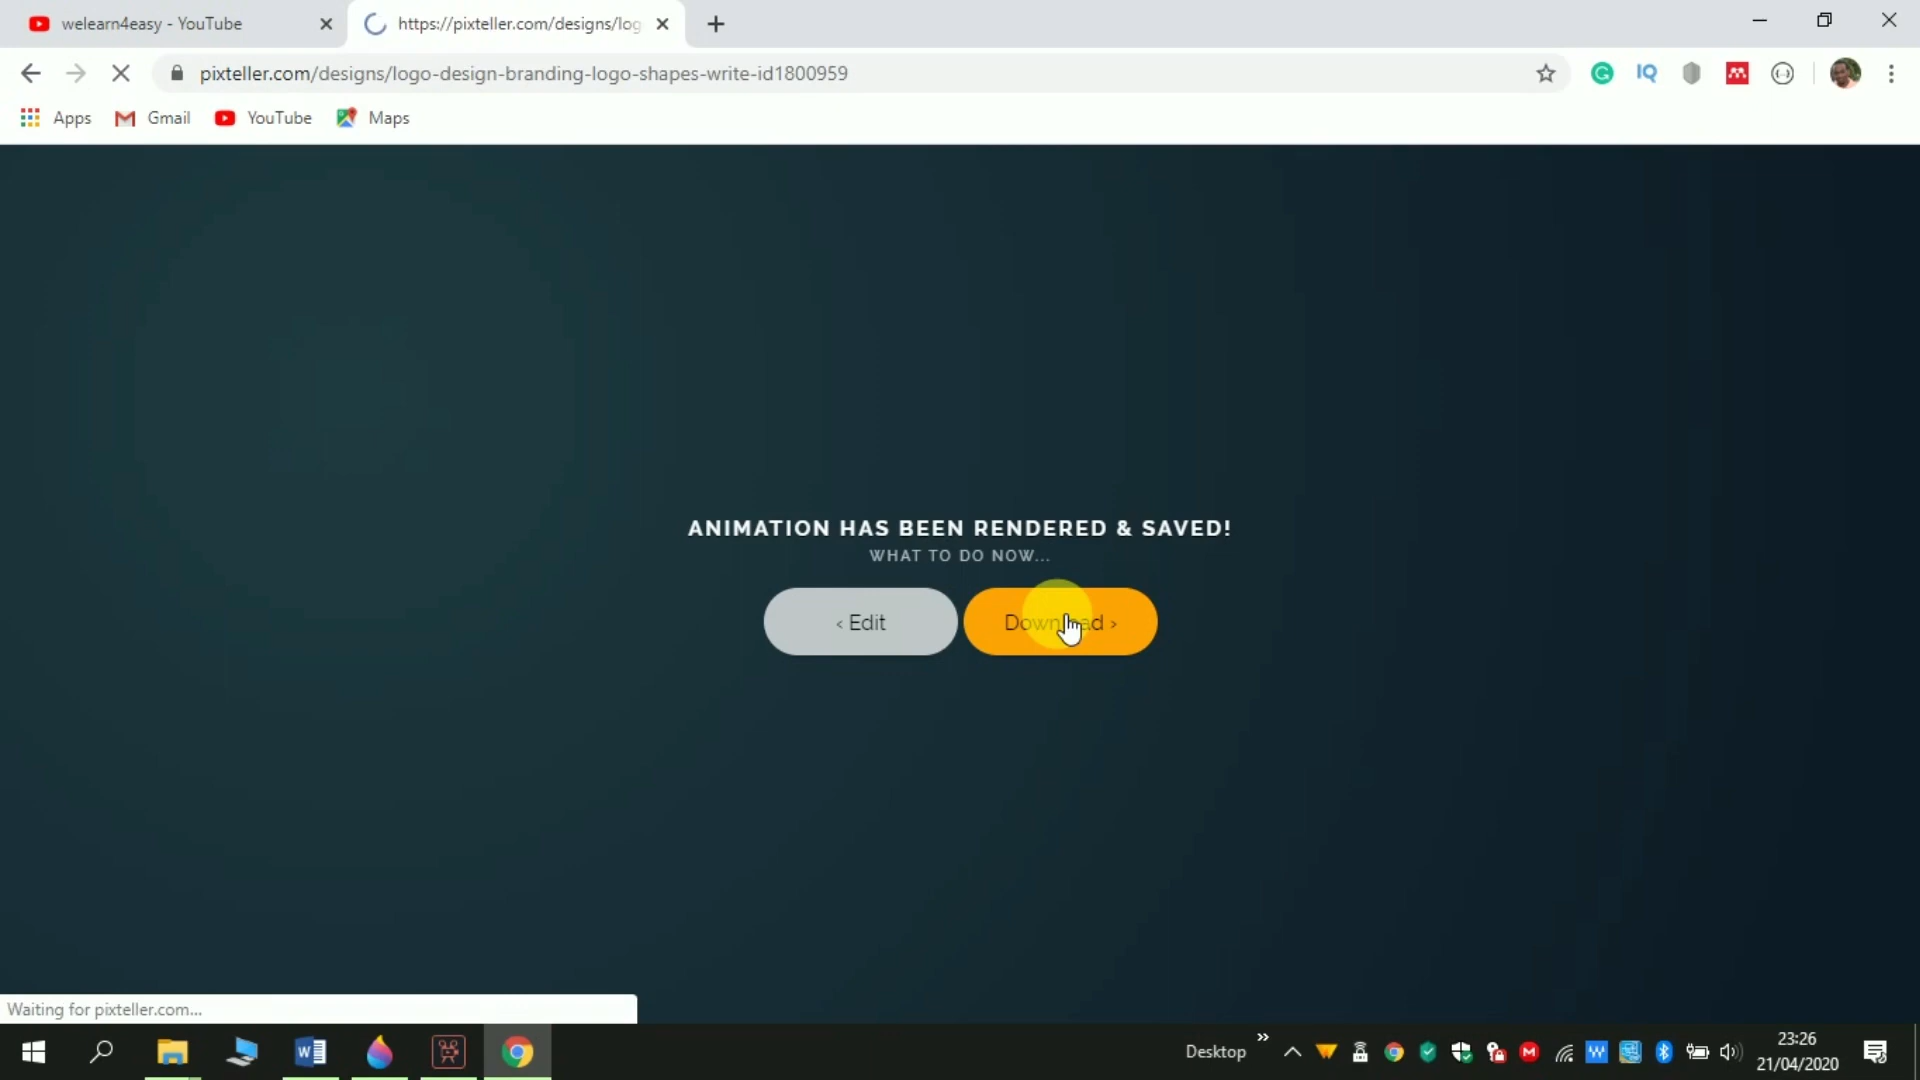 welearn4easy - YouTube
https://pixteller.com/designs/log
pixteller.com/designs/logo-design-branding-logo-shapes-write-id1800959
IQ
Apps
Gmail
YouTube
Maps
ANIMATION HAS BEEN RENDERED & SAVED!
WHAT TO DO NOW...
‹ Edit
Download ›
Waiting for pixteller.com...
Desktop
23:26
21/04/2020